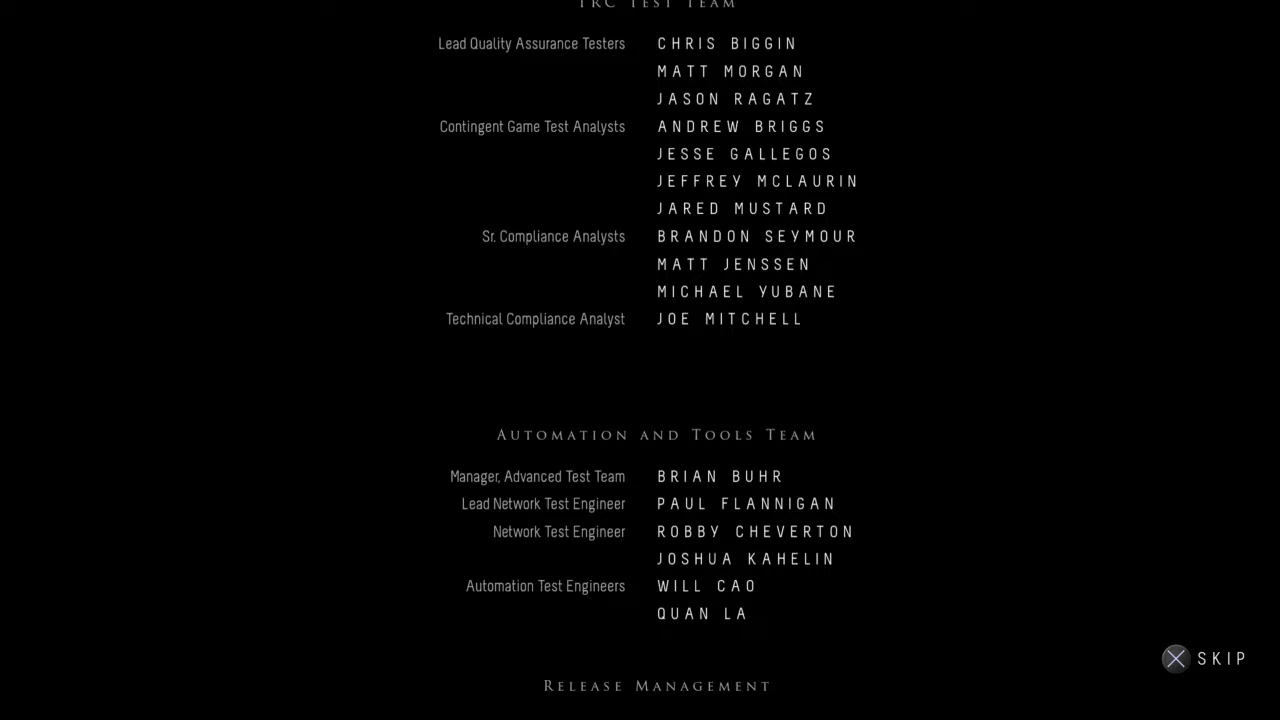 TRC TEST TEAM
Lead Quality Assurance Testers CHRIS BIGGIN
MATT MORGAN
JASON RAGATZ
Contingent Game Test Analysts ANDREW BRIGGS
JESSE GALLEGOS
JEFFREY MCLAURIN
JARED MUSTARD
Sr. Compliance Analysts BRANDON SEYMOUR
MATT JENSSEN
MICHAEL YUBANE
Technical Compliance Analyst JOE MITCHELL
AUTOMATION AND TOOLS TEAM
Manager, Advanced Test Team BRIAN BUHR
Lead Network Test Engineer PAUL FLANNIGAN
Network Test Engineer ROBBY CHEVERTON
JOSHUA KAHELIN
Automation Test Engineers WILL CAO
QUAN LA
SKIP
RELEASE MANAGEMENT